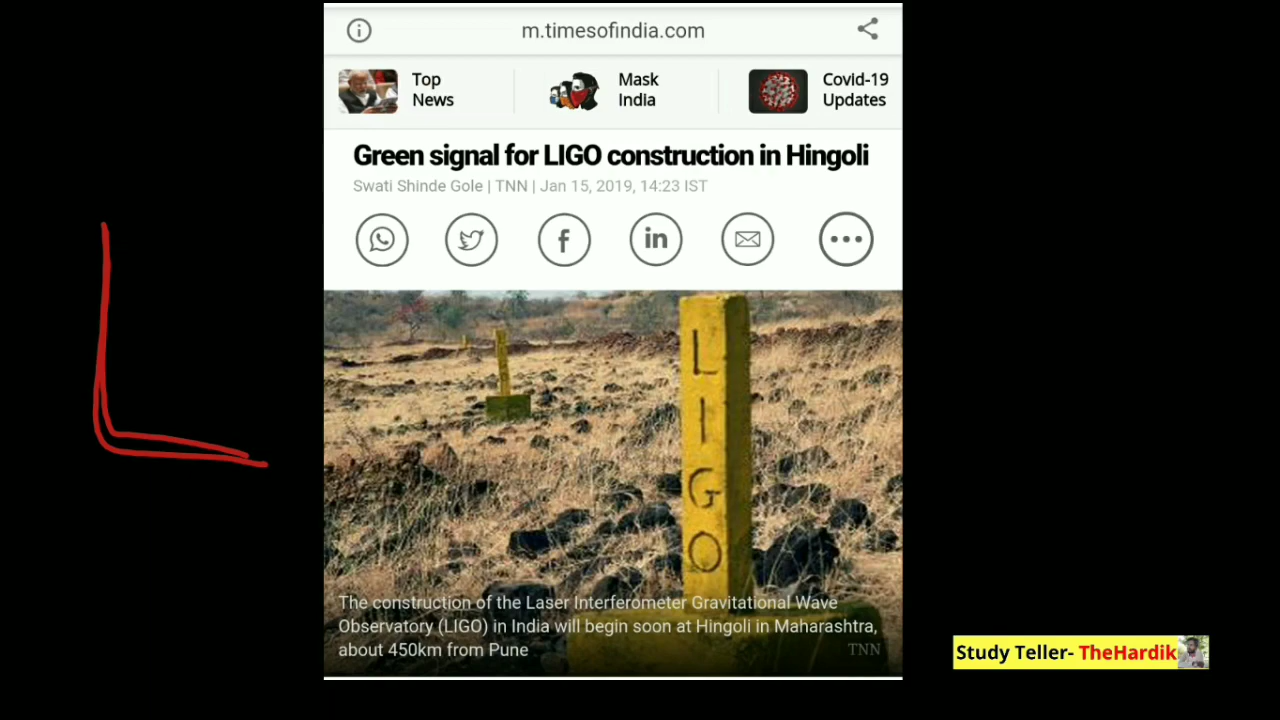 m.timesofindia.com
Top
News
Mask
India
Covid-19
Updates
Green signal for LIGO construction in Hingoli
Swati Shinde Gole | TNN | Jan 15, 2019, 14:23 IST
L
I
G
O
The construction of the Laser Interferometer Gravitational Wave
Observatory (LIGO) in India will begin soon at Hingoli in Maharashtra,
about 450km from Pune
TNN
Study Teller- TheHardik